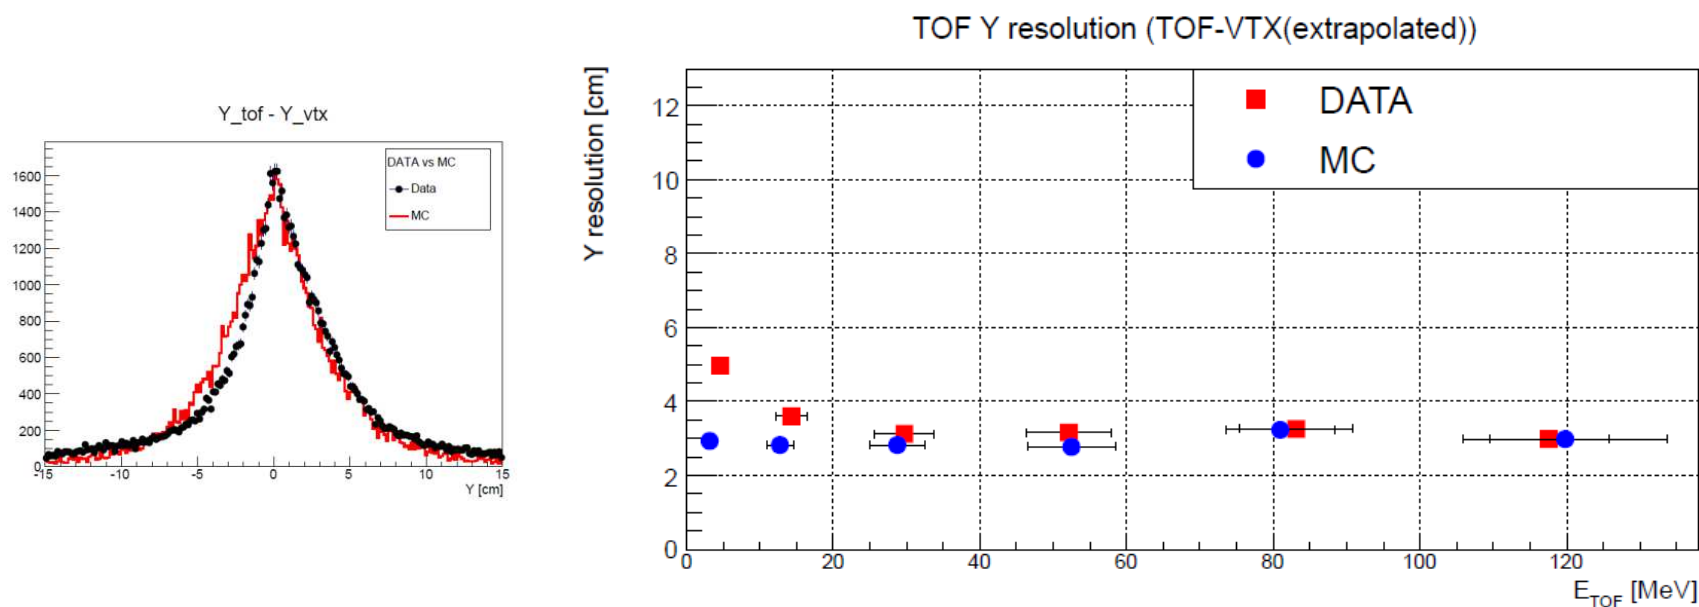 TOF Y resolution (TOF-VTX(extrapolated))
Y_tof - Y_vtx
DATA vs MC
Data
MC
1600
1400
1200
1000
800
600
400
200
0
-15 -10 -5 0 5 10 15
Y [cm]
Y resolution [cm]
DATA
MC
12
10
8
6
4
2
0
0 20 40 60 80 100 120
E_TOF [MeV]